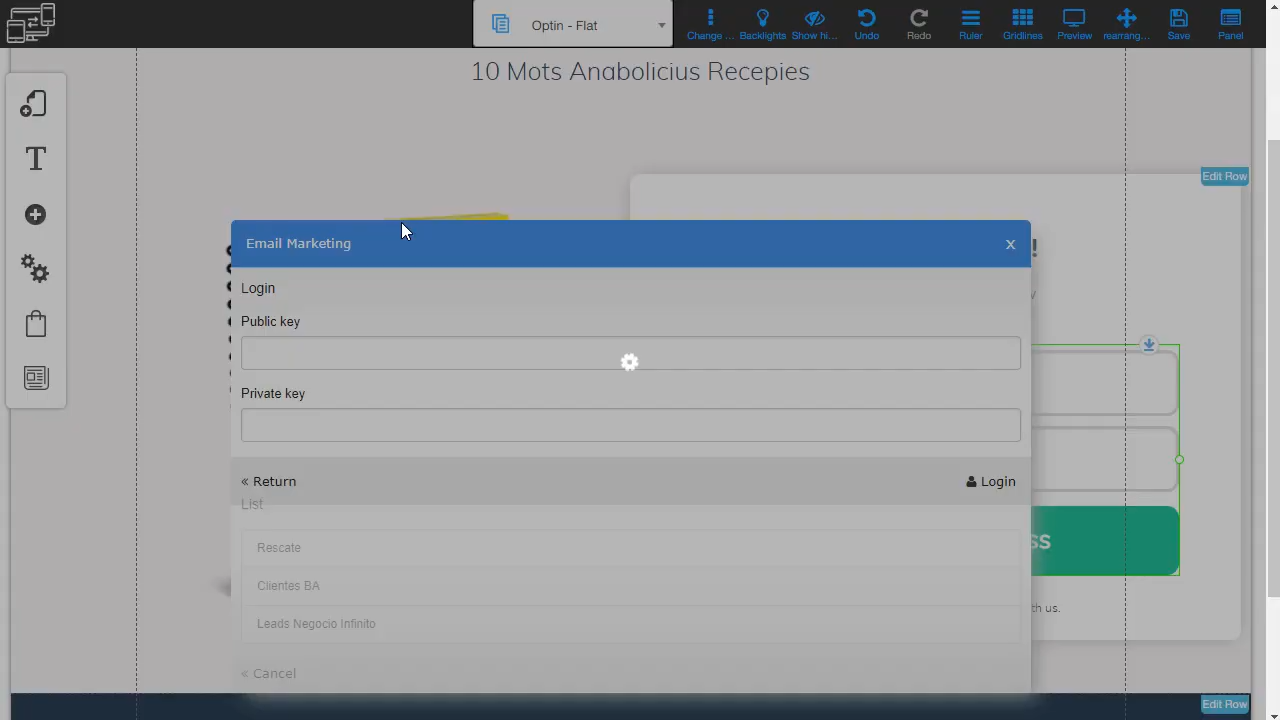 Optin - Flat
Change ...
Backlights
Show hi...
Undo
Redo
Ruler
Gridlines
Preview
rearrang...
Save
Panel
10 Mots Anabolicius Recepies
Edit Row
Email Marketing
X
!
Login
Public key
Private key
« Return
Login
List
Rescate
Clientes BA
Leads Negocio Infinito
« Cancel
SS
th us.
Edit Row